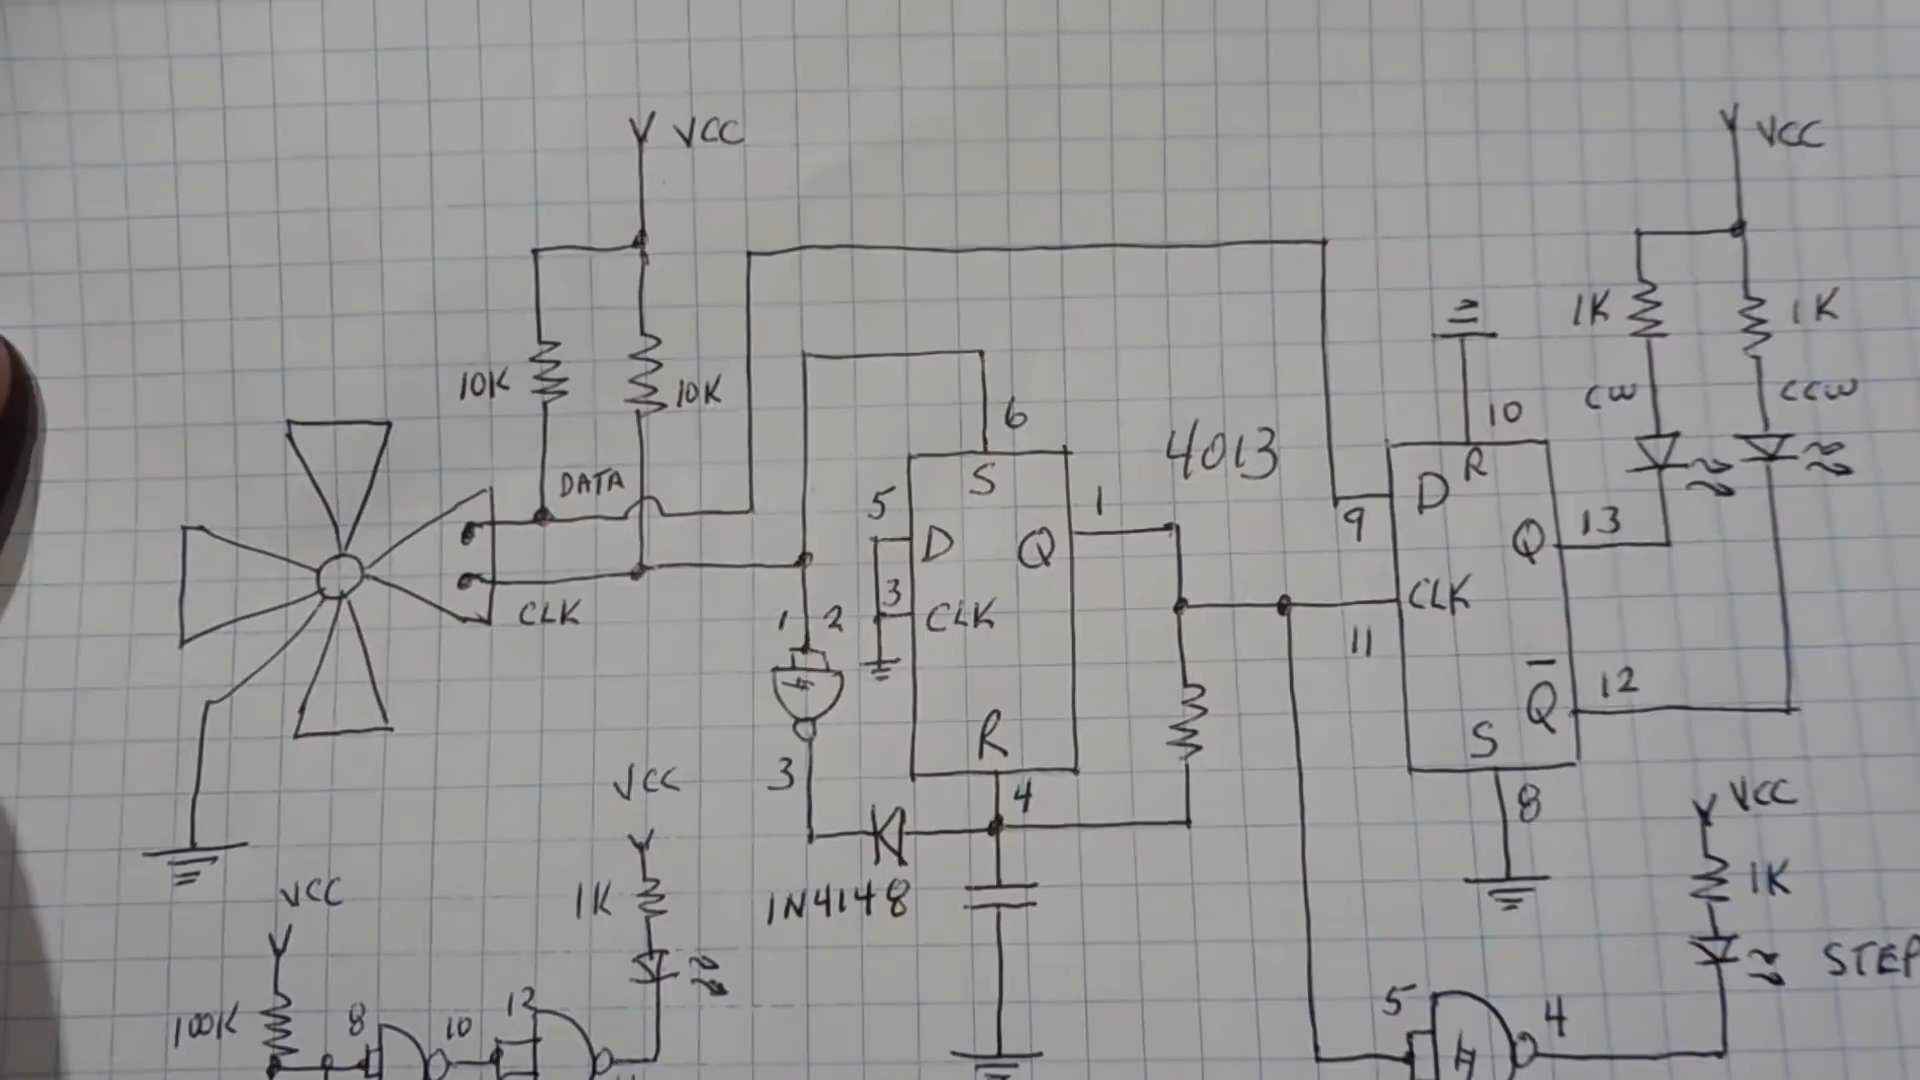 VCC
VCC
1K
1K
10K
10K
CW
CCW
6
10
4013
DATA
S
5
1
D
R
9
13
D
Q
Q
CLK
CLK
1
2
3
CLK
11
Q̅
12
R
S
3
VCC
4
8
VCC
1K
VCC
1K
1N4148
STEP
100K
8
10
12
5
4